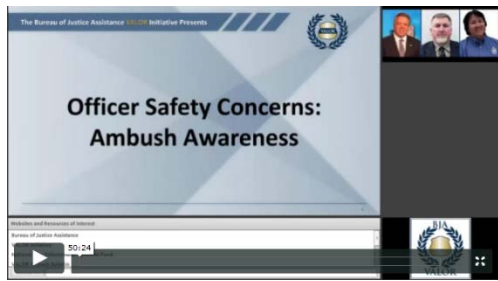 The Bureau of Justice Assistance VALOR Initiative Presents
VALOR
Officer Safety Concerns:
Ambush Awareness
Websites and Resources of Interest
Bureau of Justice Assistance
50:24
BJA
VALOR